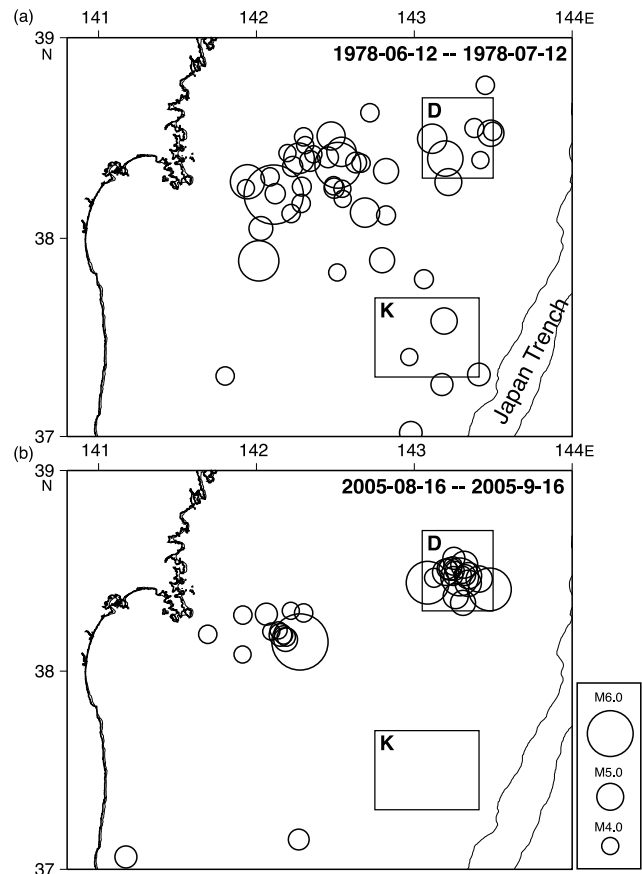 (a)
141 142 143 144E
39
N
1978-06-12 -- 1978-07-12
D
38
K
Japan Trench
37
(b)
141 142 143 144E
39
N
2005-08-16 -- 2005-9-16
D
38
K
37
M6.0
M5.0
M4.0